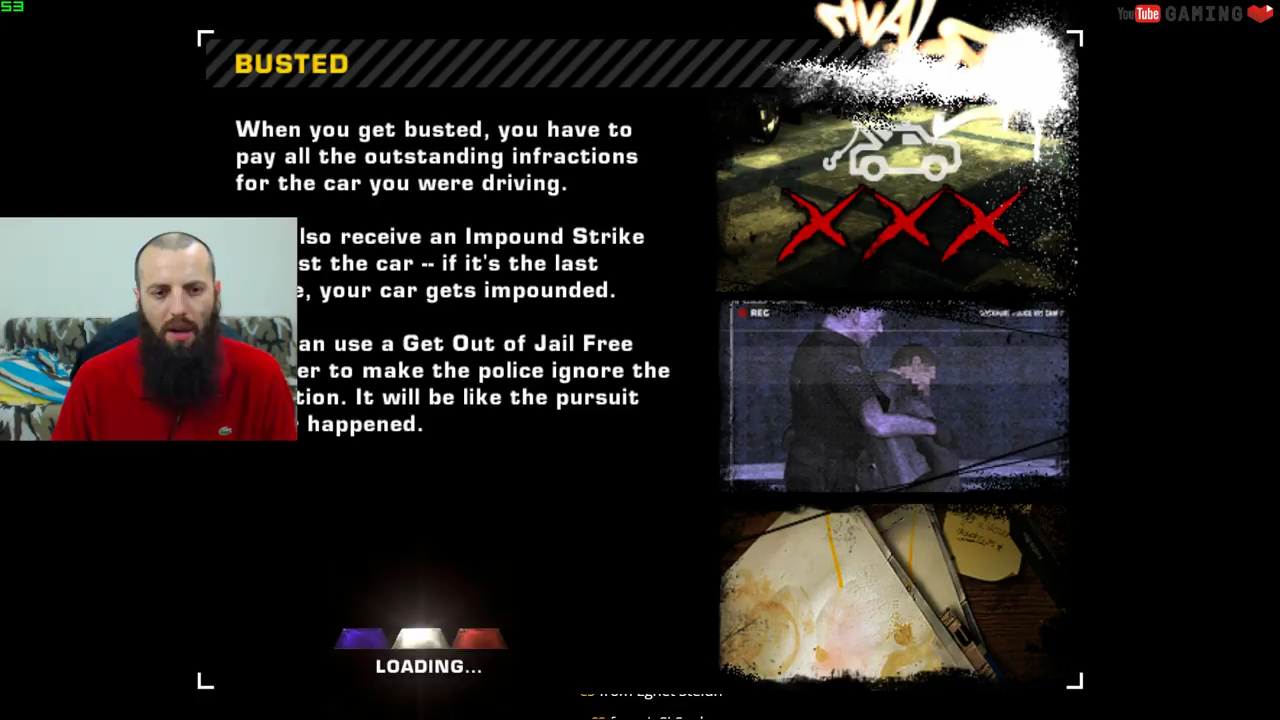 53
YouTube GAMING
BUSTED
When you get busted, you have to
pay all the outstanding infractions
for the car you were driving.
lso receive an Impound Strike
st the car -- if it's the last
e, your car gets impounded.
an use a Get Out of Jail Free
er to make the police ignore the
tion. It will be like the pursuit
happened.
REC
LOADING...